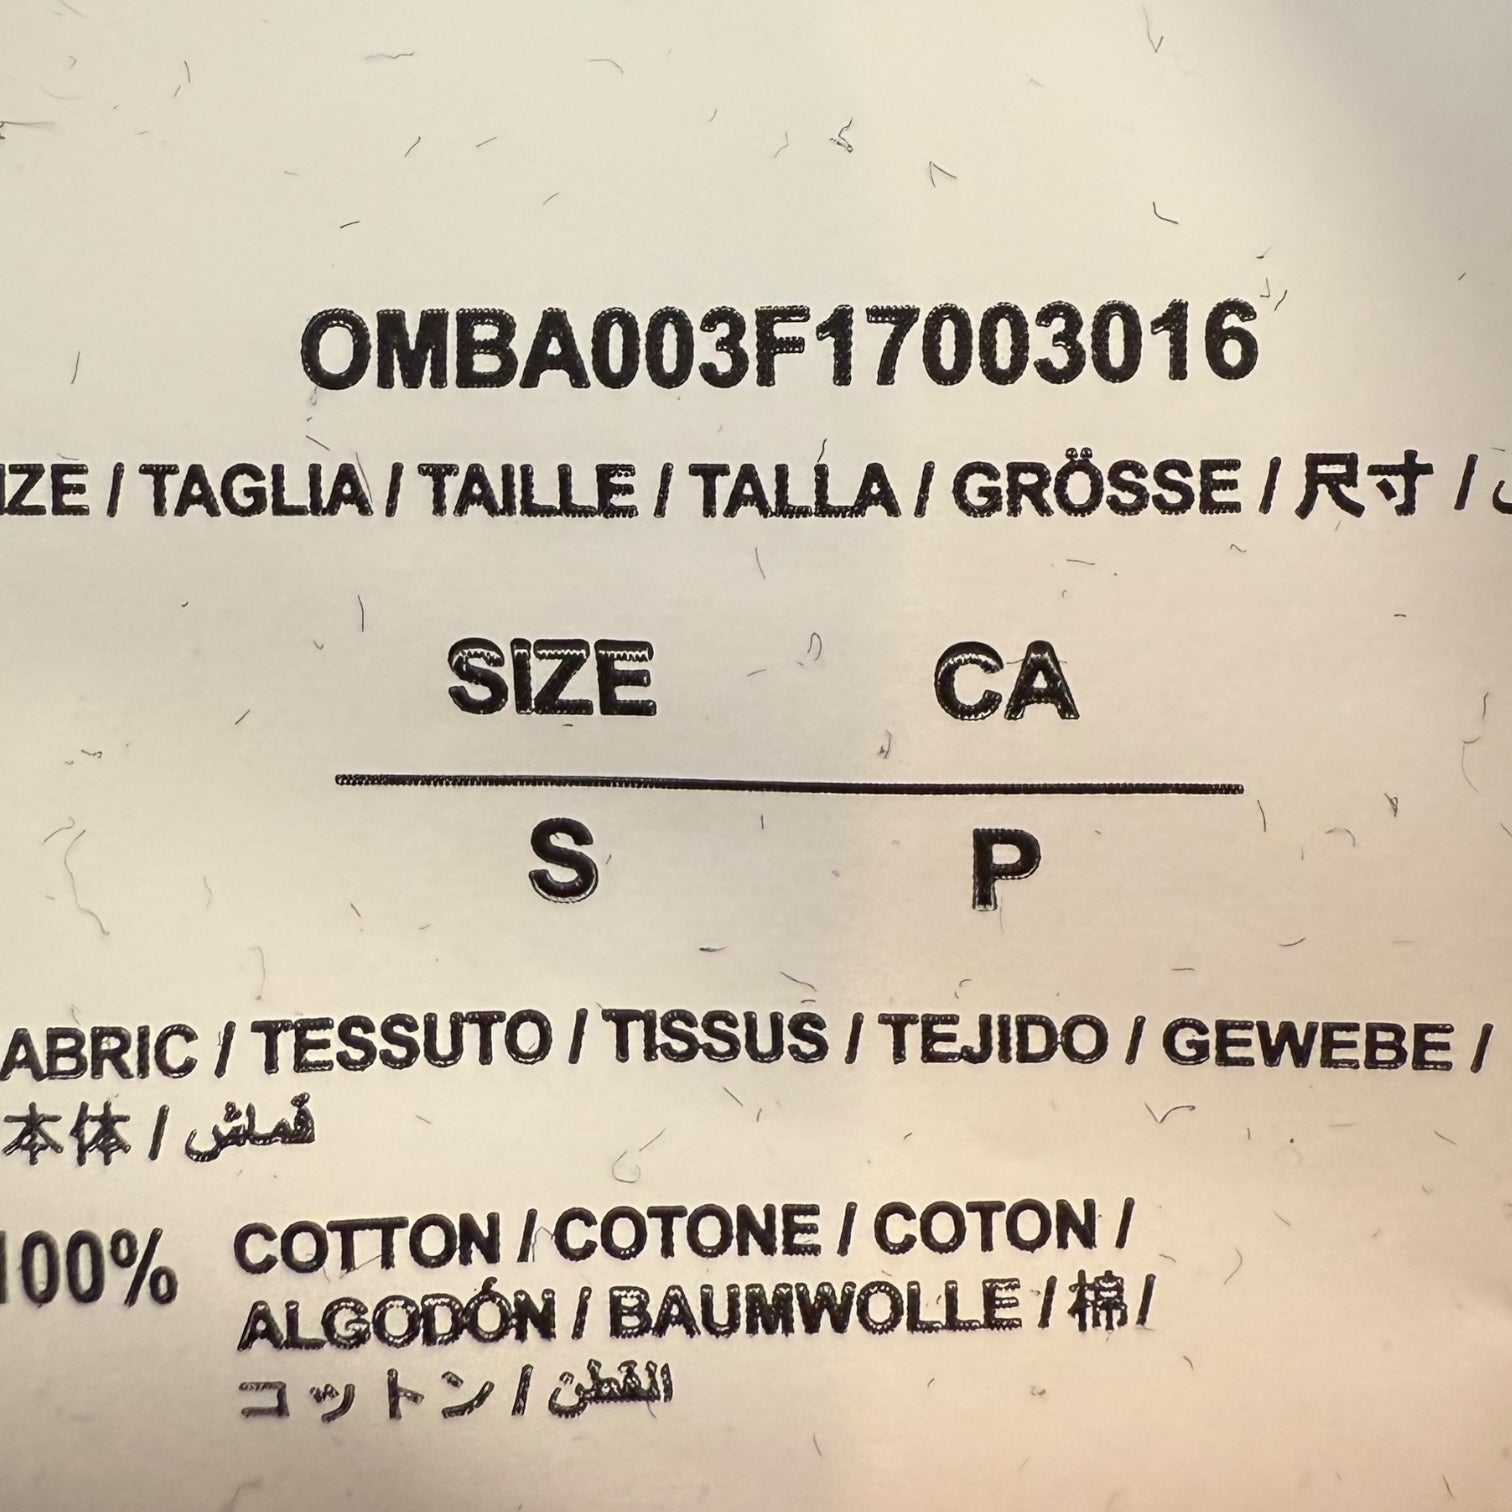 OMBA003F17003016
IZE / TAGLIA / TAILLE / TALLA / GRÖSSE / 尺寸 /
SIZE CA
S P
ABRIC / TESSUTO / TISSUS / TEJIDO / GEWEBE /
本体 / قماش
100% COTTON / COTONE / COTON /
ALGODÓN / BAUMWOLLE / 棉 /
コットン / القطن